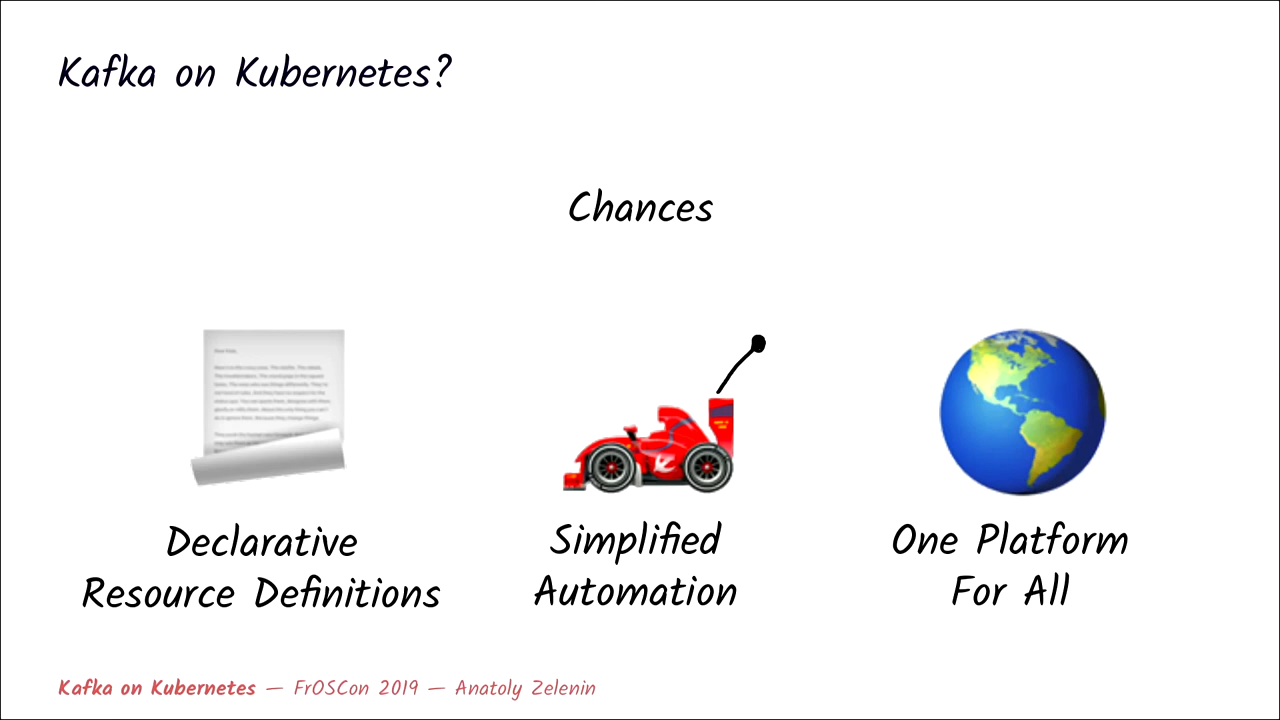 Kafka on Kubernetes?
Chances
Declarative
Resource Definitions
Simplified
Automation
One Platform
For All
Kafka on Kubernetes — FrOSCon 2019 — Anatoly Zelenin